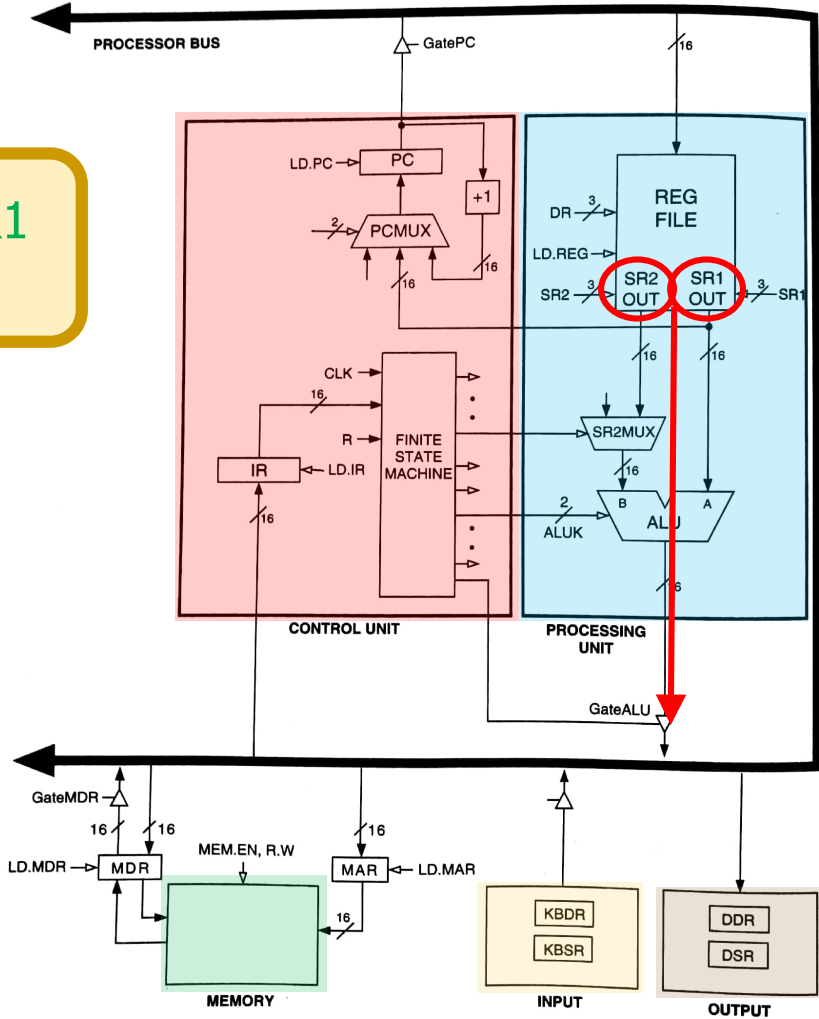 PROCESSOR BUS
GatePC
16
1
LD.PC
PC
+1
2
PCMUX
16
16
REG
FILE
DR
3
LD.REG
SR2
3
SR2
OUT
SR1
OUT
3
SR1
16
16
CLK
16
R
FINITE
STATE
MACHINE
IR
LD.IR
16
SR2MUX
16
B
A
2
ALUK
ALU
16
CONTROL UNIT
PROCESSING
UNIT
GateALU
GateMDR
16
16
16
LD.MDR
MDR
MEM.EN, R.W
MAR
LD.MAR
16
KBDR
KBSR
DDR
DSR
MEMORY
INPUT
OUTPUT